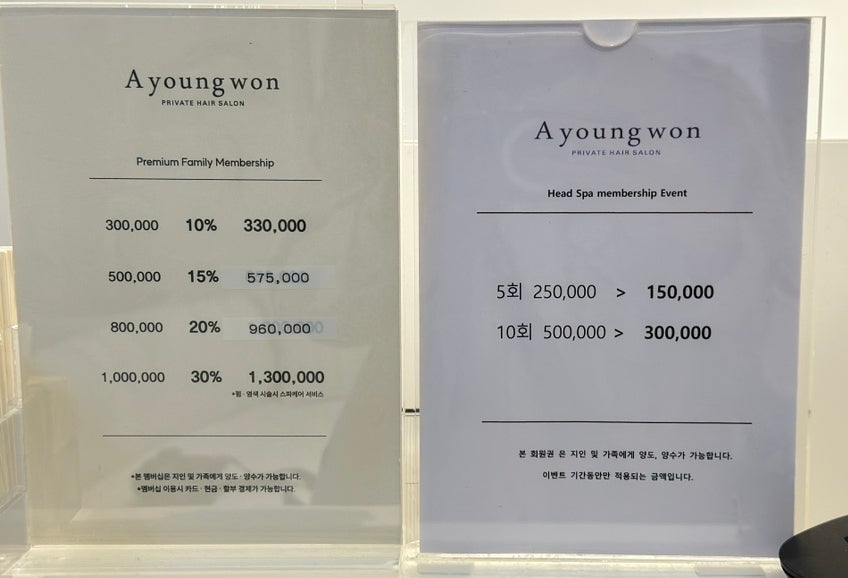 Ayoungwon
PRIVATE HAIR SALON
Premium Family Membership
300,000 10% 330,000
500,000 15% 575,000
800,000 20% 960,000
1,000,000 30% 1,300,000
*펌 · 염색 시술시 스파케어 서비스
*본 멤버십은 지인 및 가족에게 양도 · 양수가 가능합니다.
*멤버십 이용시 카드 · 현금 · 할부 결제가 가능합니다.
Ayoungwon
PRIVATE HAIR SALON
Head Spa membership Event
5회 250,000 > 150,000
10회 500,000 > 300,000
본 회원권 은 지인 및 가족에게 양도, 양수가 가능합니다.
이벤트 기간동안만 적용되는 금액입니다.